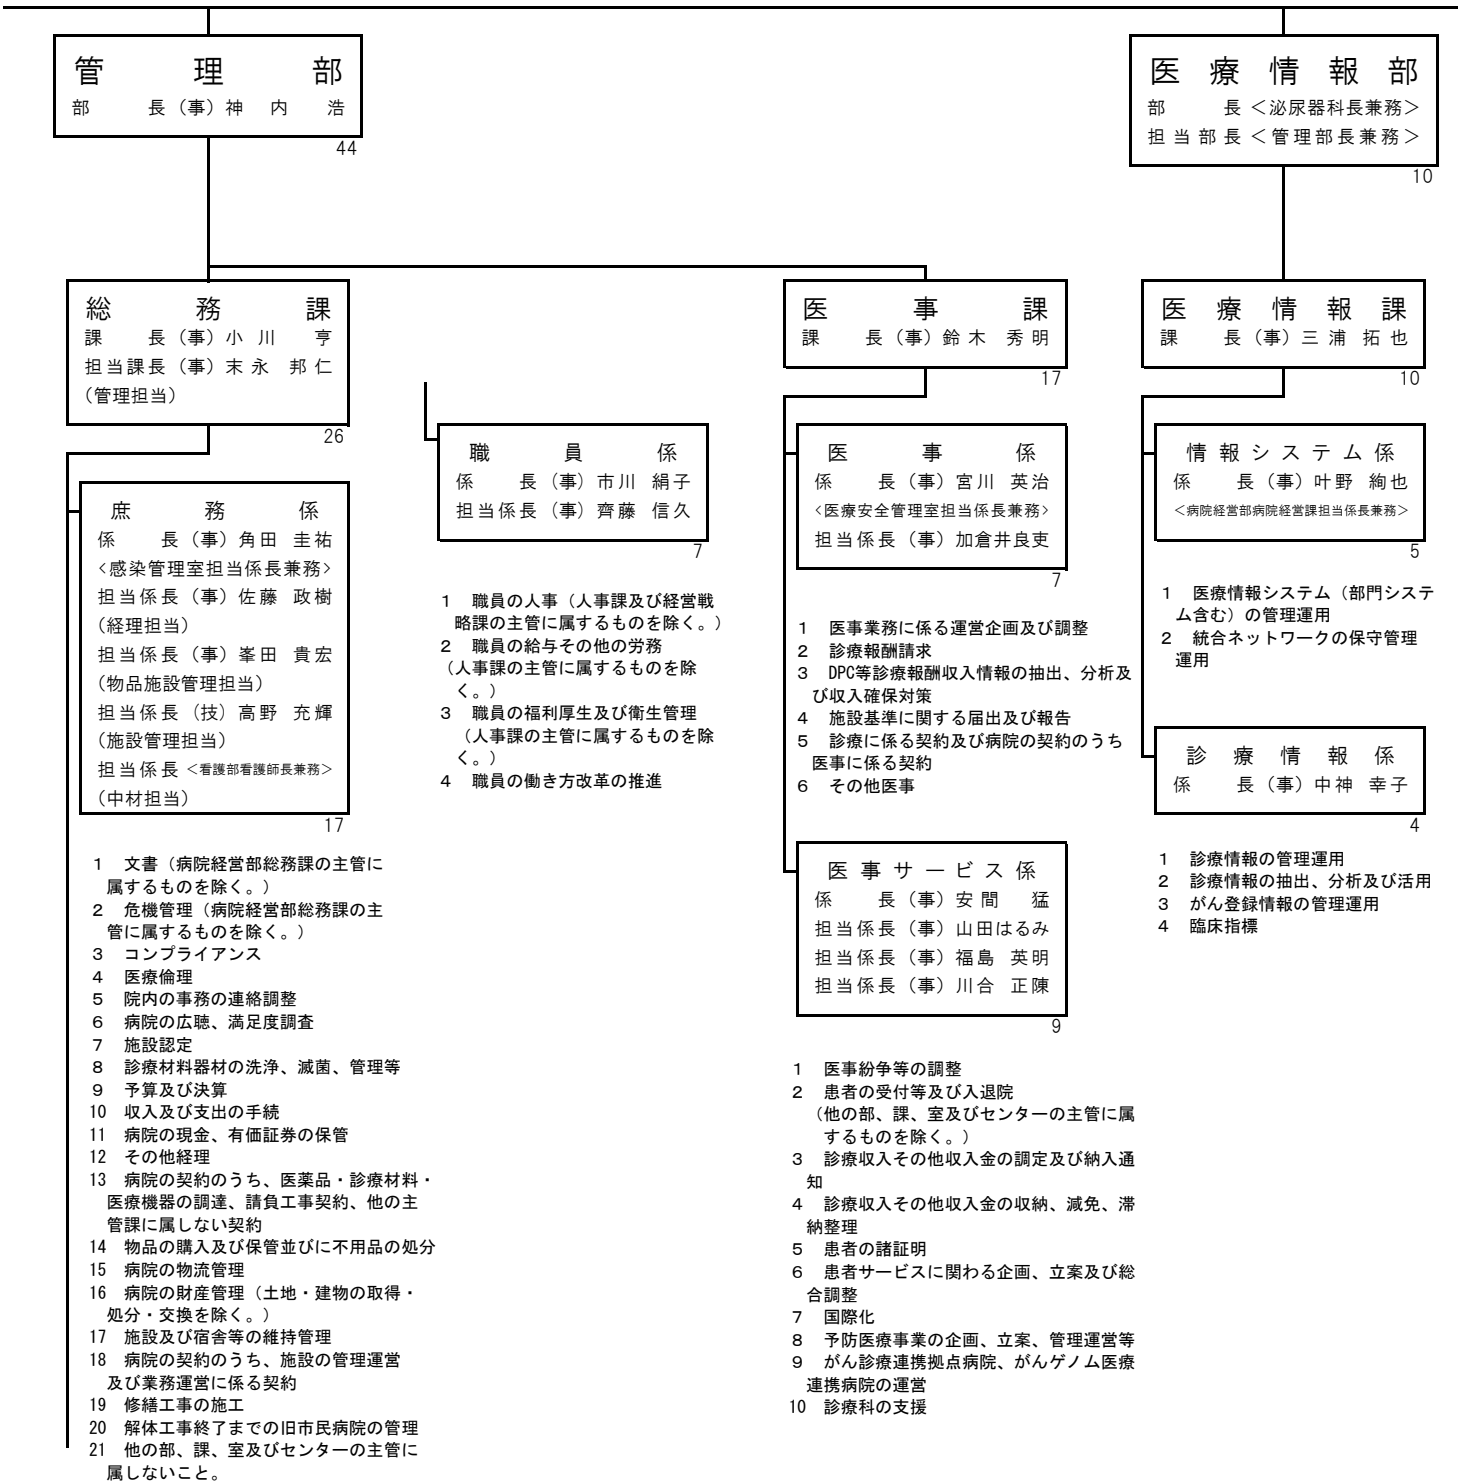 管理部
部長（事）神内浩
44
総務課
課長（事）小川亨
担当課長（事）末永邦仁
（管理担当）
26
庶務係
係長（事）角田圭祐
<感染管理室担当係長兼務>
担当係長（事）佐藤政樹
（経理担当）
担当係長（事）峯田貴宏
（物品施設管理担当）
担当係長（技）高野充輝
（施設管理担当）
担当係長<看護部看護師長兼務>
（中材担当）
17
1 文書（病院経営部総務課の主管に
属するものを除く。）
2 危機管理（病院経営部総務課の主
管に属するものを除く。）
3 コンプライアンス
4 医療倫理
5 院内の事務の連絡調整
6 病院の広聴、満足度調査
7 施設認定
8 診療材料器材の洗浄、滅菌、管理等
9 予算及び決算
10 収入及び支出の手続
11 病院の現金、有価証券の保管
12 その他経理
13 病院の契約のうち、医薬品・診療材料・
医療機器の調達、請負工事契約、他の主
管課に属しない契約
14 物品の購入及び保管並びに不用品の処分
15 病院の物流管理
16 病院の財産管理（土地・建物の取得・
処分・交換を除く。）
17 施設及び宿舎等の維持管理
18 病院の契約のうち、施設の管理運営
及び業務運営に係る契約
19 修繕工事の施工
20 解体工事終了までの旧市民病院の管理
21 他の部、課、室及びセンターの主管に
属しないこと。
職員係
係長（事）市川絹子
担当係長（事）齊藤信久
7
1 職員の人事（人事課及び経営戦
略課の主管に属するものを除く。）
2 職員の給与その他の労務
（人事課の主管に属するものを除
く。）
3 職員の福利厚生及び衛生管理
（人事課の主管に属するものを除
く。）
4 職員の働き方改革の推進
医事課
課長（事）鈴木秀明
17
医事係
係長（事）宮川英治
<医療安全管理室担当係長兼務>
担当係長（事）加倉井良吏
7
1 医事業務に係る運営企画及び調整
2 診療報酬請求
3 DPC等診療報酬収入情報の抽出、分析及
び収入確保対策
4 施設基準に関する届出及び報告
5 診療に係る契約及び病院の契約のうち
医事に係る契約
6 その他医事
医事サービス係
係長（事）安間猛
担当係長（事）山田はるみ
担当係長（事）福島英明
担当係長（事）川合正陳
9
1 医事紛争等の調整
2 患者の受付等及び入退院
（他の部、課、室及びセンターの主管に属
するものを除く。）
3 診療収入その他収入金の調定及び納入通
知
4 診療収入その他収入金の収納、減免、滞
納整理
5 患者の諸証明
6 患者サービスに関わる企画、立案及び総
合調整
7 国際化
8 予防医療事業の企画、立案、管理運営等
9 がん診療連携拠点病院、がんゲノム医療
連携病院の運営
10 診療科の支援
医療情報部
部長<泌尿器科長兼務>
担当部長<管理部長兼務>
10
医療情報課
課長（事）三浦拓也
10
情報システム係
係長（事）叶野絢也
<病院経営部病院経営課担当係長兼務>
5
1 医療情報システム（部門システ
ム含む）の管理運用
2 統合ネットワークの保守管理
運用
診療情報係
係長（事）中神幸子
4
1 診療情報の管理運用
2 診療情報の抽出、分析及び活用
3 がん登録情報の管理運用
4 臨床指標